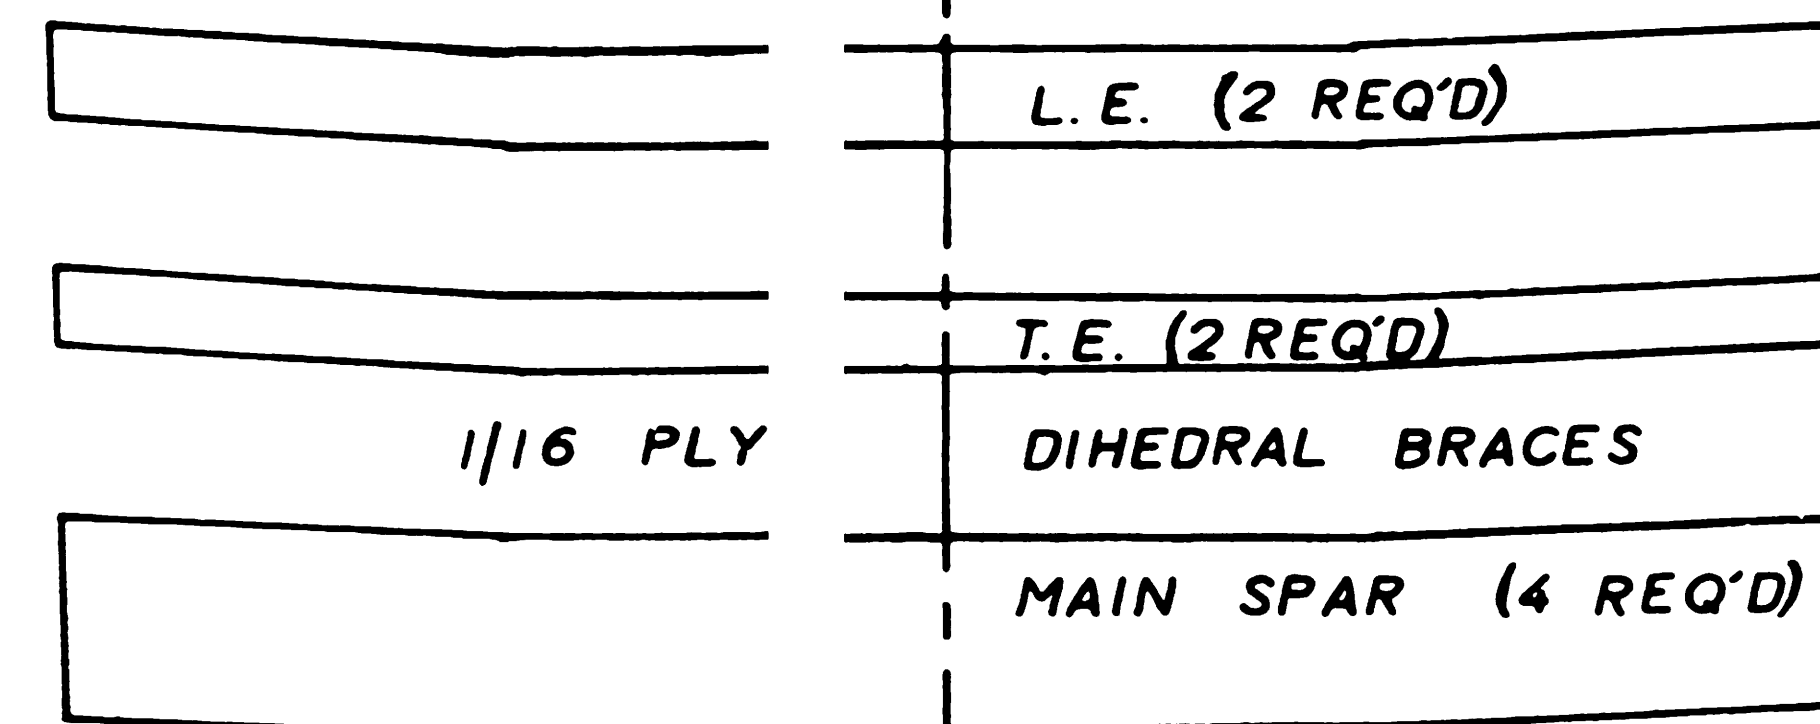 L. E. (2 REQ'D)
T. E. (2 REQ'D)
1/16 PLY DIHEDRAL BRACES
MAIN SPAR (4 REQ'D)